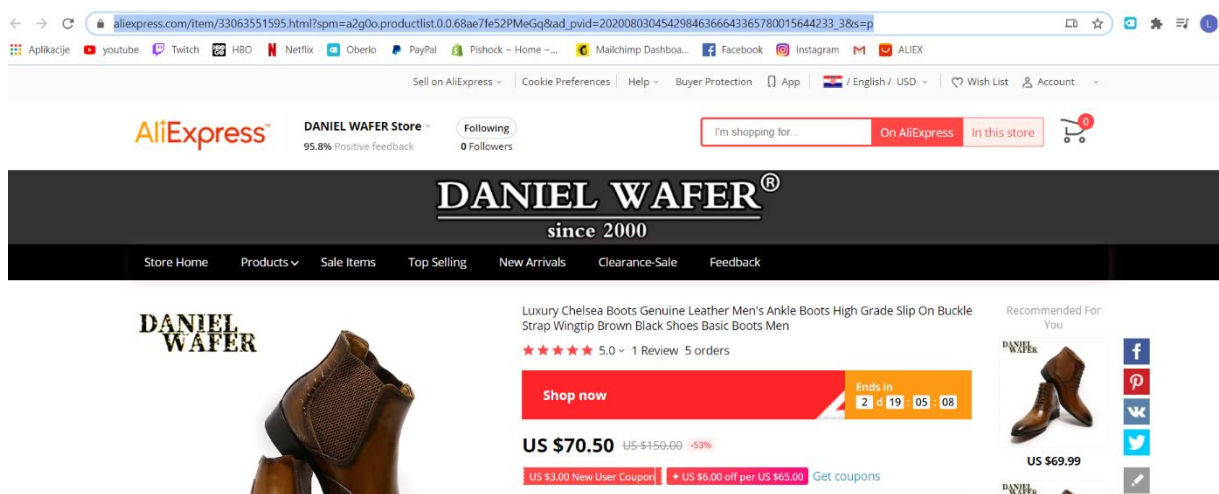 aliexpress.com/item/33063551595.html?spm=a2g0o.productlist.0.0.68ae7fe52PMeGq&ad_pvid=202008030454298463666433657800015644233_3&s=p
Aplikacije youtube Twitch HBO Netflix Oberlo PayPal Pishock ~ Home ~... Mailchimp Dashboa... Facebook Instagram ALIEX
Sell on AliExpress Cookie Preferences Help Buyer Protection App / English / USD Wish List Account
AliExpress DANIEL WAFER Store Following I'm shopping for... On AliExpress In this store 0
95.8% Positive feedback 0 Followers
DANIEL WAFER®
since 2000
Store Home Products Sale Items Top Selling New Arrivals Clearance-Sale Feedback
DANIEL
WAFER
Luxury Chelsea Boots Genuine Leather Men's Ankle Boots High Grade Slip On Buckle
Strap Wingtip Brown Black Shoes Basic Boots Men
5.0 1 Review 5 orders
Shop now Ends in
2 d 19 : 05 : 08
US $70.50 US $150.00 -53%
US $3.00 New User Coupon + US $6.00 off per US $65.00 Get coupons
Recommended For
You
DANIEL
WAFER
US $69.99
DANIEL
WAFER